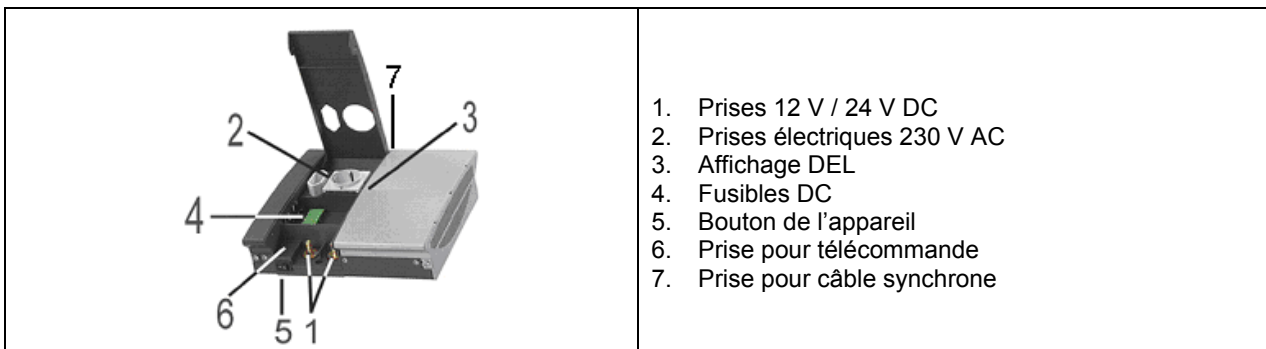 7
2
3
4
6
5
1
1. Prises 12 V / 24 V DC
2. Prises électriques 230 V AC
3. Affichage DEL
4. Fusibles DC
5. Bouton de l’appareil
6. Prise pour télécommande
7. Prise pour câble synchrone